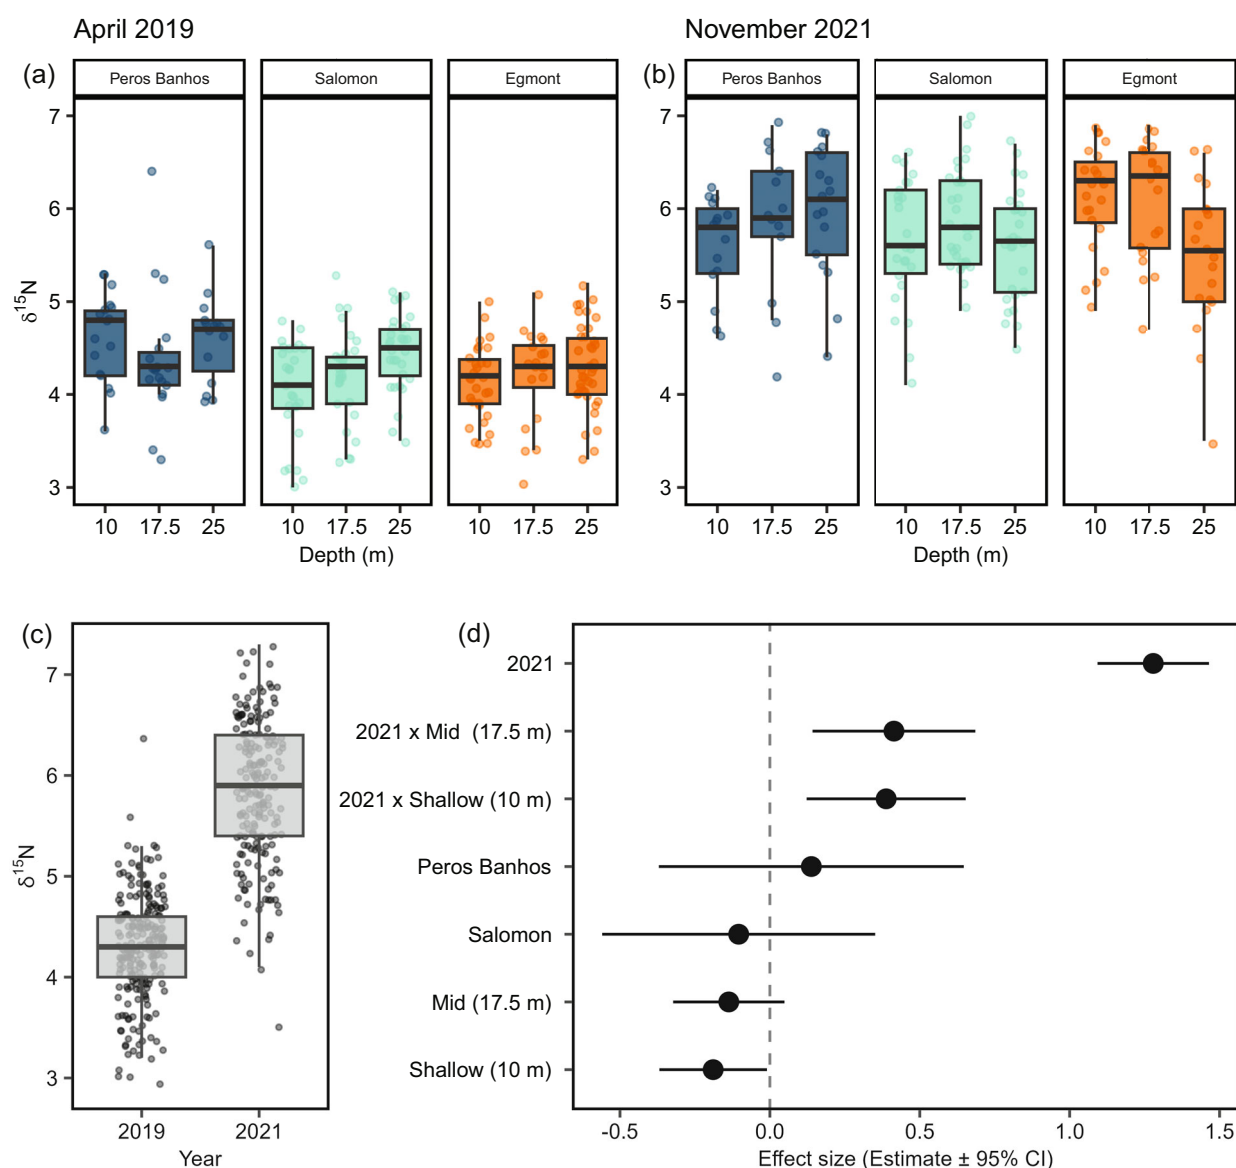 April 2019
November 2021
(a)
Peros Banhos
Salomon
Egmont
(b)
Peros Banhos
Salomon
Egmont
7
6
5
4
3
δ¹⁵N
10 17.5 25
10 17.5 25
10 17.5 25
Depth (m)
7
6
5
4
3
10 17.5 25
10 17.5 25
10 17.5 25
Depth (m)
(c)
7
6
5
4
3
δ¹⁵N
2019 2021
Year
(d)
2021
2021 x Mid (17.5 m)
2021 x Shallow (10 m)
Peros Banhos
Salomon
Mid (17.5 m)
Shallow (10 m)
-0.5 0.0 0.5 1.0 1.5
Effect size (Estimate ± 95% CI)